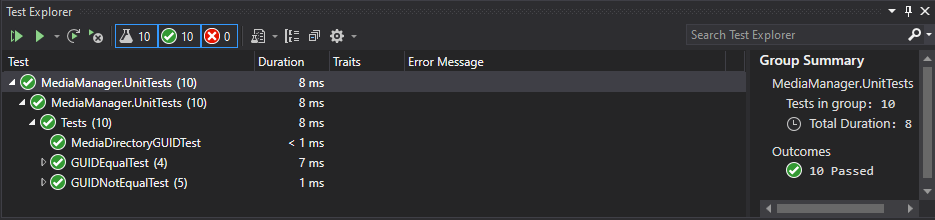 Test Explorer
10 10 0
Search Test Explorer
Test Duration Traits Error Message
MediaManager.UnitTests (10) 8 ms
MediaManager.UnitTests (10) 8 ms
Tests (10) 8 ms
MediaDirectoryGUIDTest < 1 ms
GUIDEqualTest (4) 7 ms
GUIDNotEqualTest (5) 1 ms
Group Summary
MediaManager.UnitTests
Tests in group: 10
Total Duration: 8
Outcomes
10 Passed